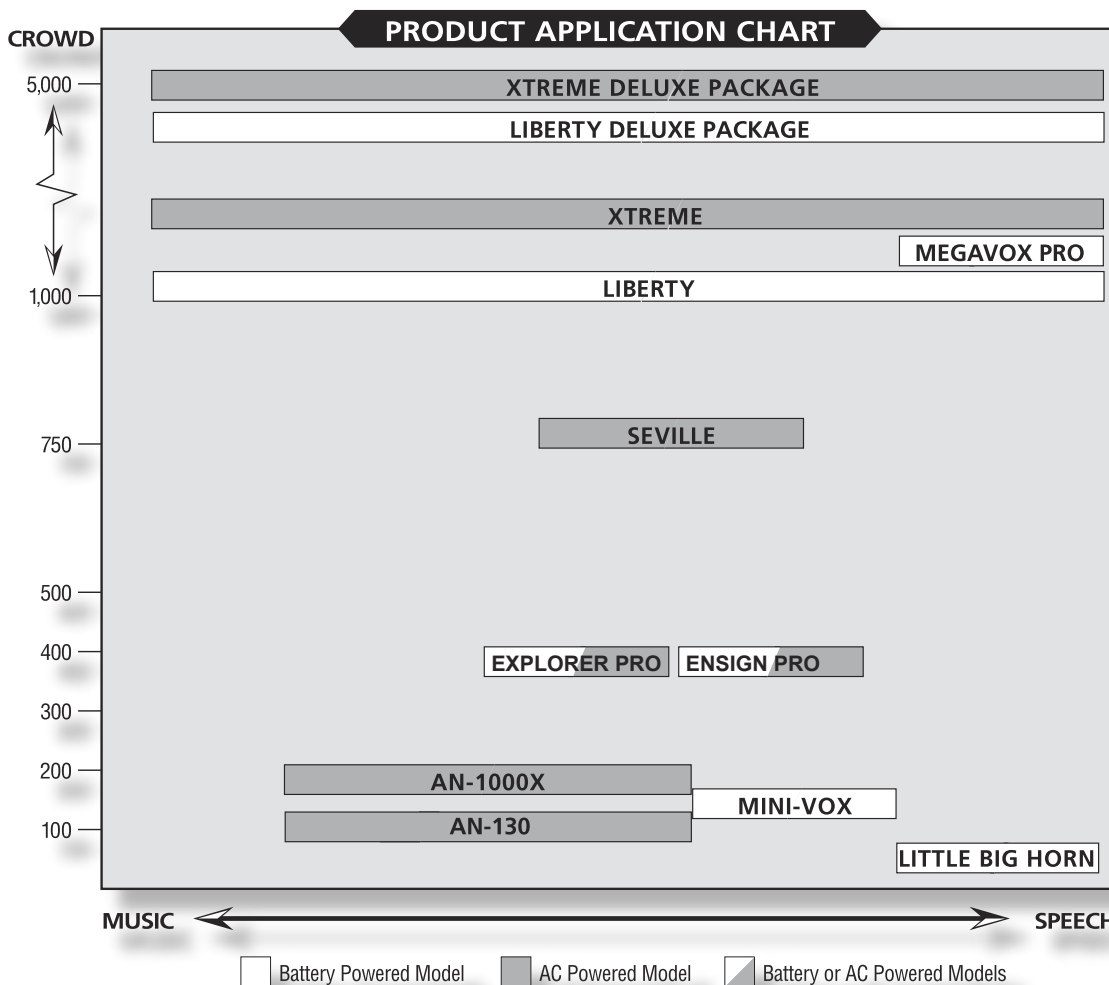 PRODUCT APPLICATION CHART
CROWD
5,000
XTREME DELUXE PACKAGE
LIBERTY DELUXE PACKAGE
XTREME
MEGAVOX PRO
LIBERTY
1,000
SEVILLE
750
500
400
EXPLORER PRO
ENSIGN PRO
300
200
AN-1000X
MINI-VOX
100
AN-130
LITTLE BIG HORN
MUSIC
SPEECH
Battery Powered Model
AC Powered Model
Battery or AC Powered Models